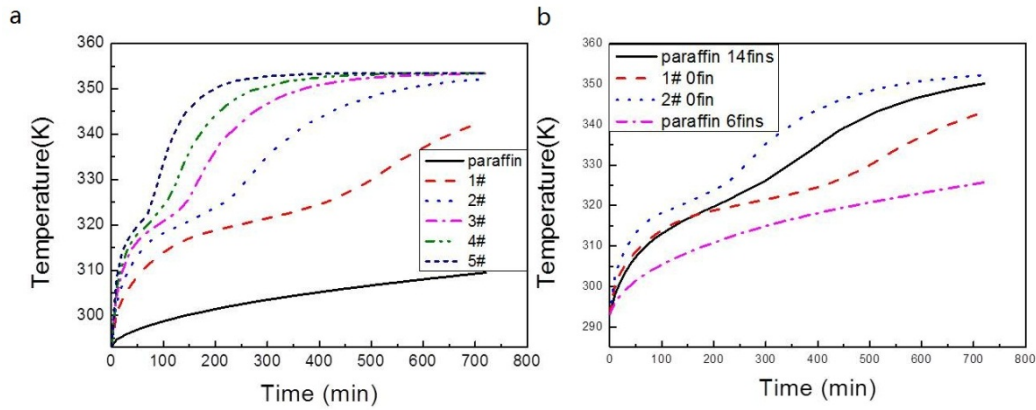 a
360
350
340
330
320
310
300
Temperature(K)
0 100 200 300 400 500 600 700 800
Time (min)
paraffin
1#
2#
3#
4#
5#
b
360
350
340
330
320
310
300
290
Temperature(K)
0 100 200 300 400 500 600 700 800
Time (min)
paraffin 14fins
1# 0fin
2# 0fin
paraffin 6fins